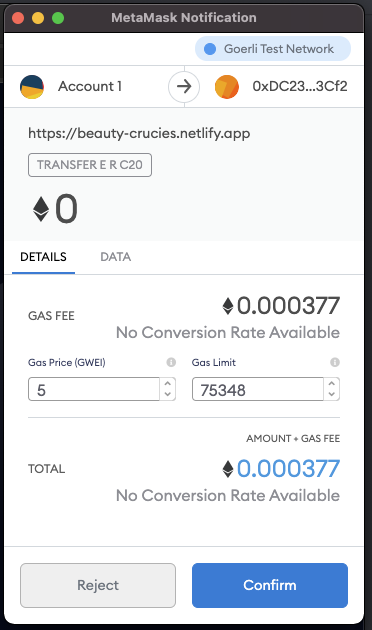 MetaMask Notification
Goerli Test Network
Account 1
0xDC23...3Cf2
https://beauty-crucies.netlify.app
TRANSFER E R C20
0
DETAILS DATA
GAS FEE
0.000377
No Conversion Rate Available
Gas Price (GWEI) Gas Limit
5 75348
AMOUNT + GAS FEE
TOTAL
0.000377
No Conversion Rate Available
Reject Confirm